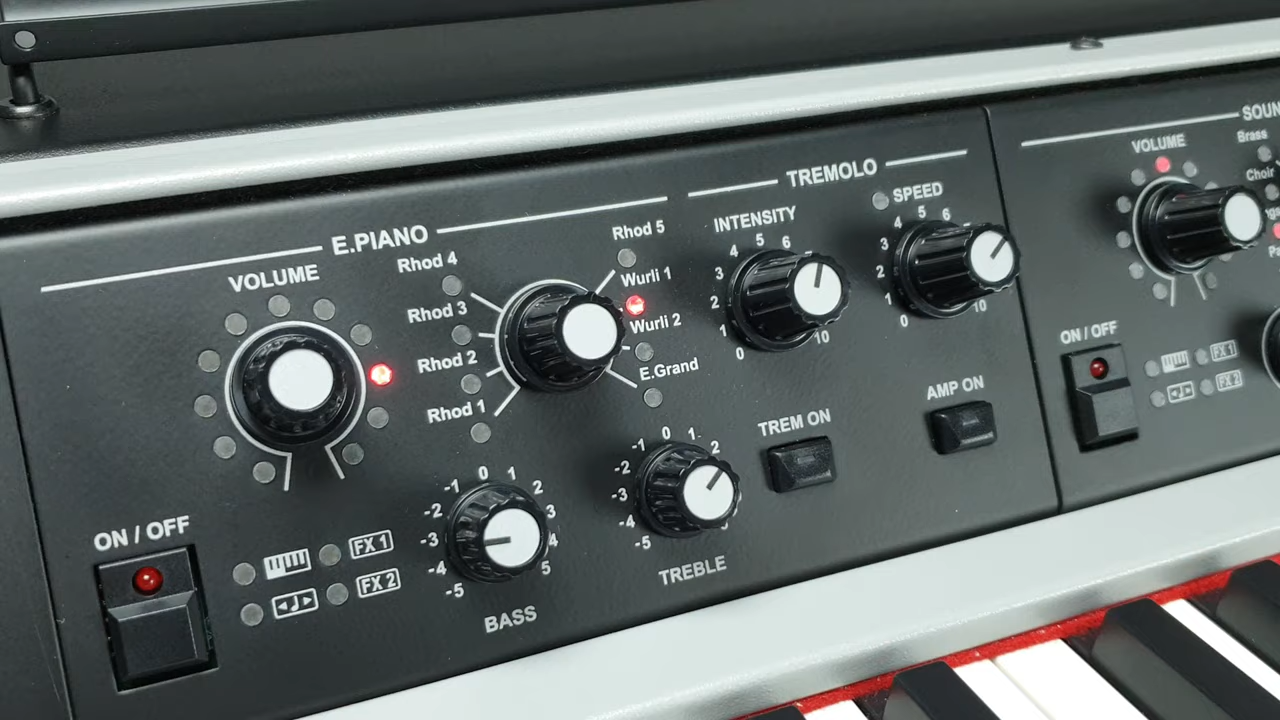 E.PIANO
VOLUME
Rhod 4
Rhod 3
Rhod 2
Rhod 1
Rhod 5
Wurli 1
Wurli 2
E.Grand
ON / OFF
FX 1
FX 2
-5 -4 -3 -2 -1 0 1 2 3 4 5
BASS
-5 -4 -3 -2 -1 0 1 2
TREBLE
TREMOLO
INTENSITY
0 1 2 3 4 5 6 10
SPEED
0 1 2 3 4 5 6 10
TREM ON
AMP ON
VOLUME
Brass
Choir
ON / OFF
FX 1
FX 2